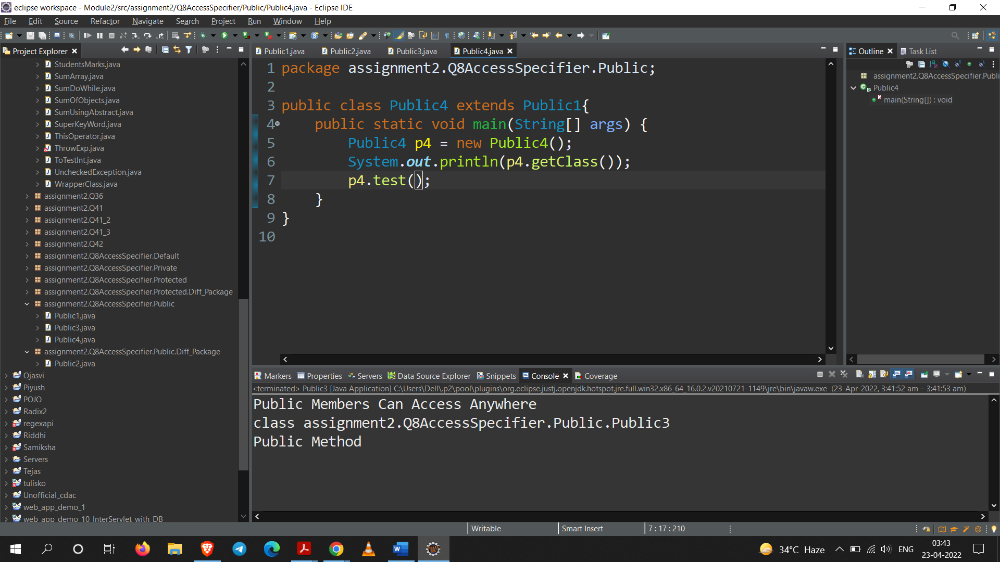 eclipse workspace - Module2/src/assignment2/Q8AccessSpecifier/Public/Public4.java - Eclipse IDE
File Edit Source Refactor Navigate Search Project Run Window Help
Project Explorer
StudentsMarks.java
SumArray.java
SumDoWhile.java
SumOfObjects.java
SumUsingAbstract.java
SuperKeyWord.java
ThisOperator.java
ThrowExp.java
ToTestInt.java
UncheckedException.java
WrapperClass.java
assignment2.Q36
assignment2.Q41
assignment2.Q41_2
assignment2.Q41_3
assignment2.Q42
assignment2.Q8AccessSpecifier.Default
assignment2.Q8AccessSpecifier.Private
assignment2.Q8AccessSpecifier.Protected
assignment2.Q8AccessSpecifier.Protected.Diff_Package
assignment2.Q8AccessSpecifier.Public
Public1.java
Public3.java
Public4.java
assignment2.Q8AccessSpecifier.Public.Diff_Package
Public2.java
Ojasvi
Piyush
POJO
Radix2
regexapi
Riddhi
Samiksha
Servers
Tejas
tulisko
Unofficial_cdac
web_app_demo_1
web_app_demo_10_InterServlet_with_DB
Public1.java Public2.java Public3.java Public4.java
1 package assignment2.Q8AccessSpecifier.Public;
2
3 public class Public4 extends Public1{
4 public static void main(String[] args) {
5 Public4 p4 = new Public4();
6 System.out.println(p4.getClass());
7 p4.test();
8 }
9 }
10
Outline Task List
assignment2.Q8AccessSpecifier.Publi
Public4
main(String[]) : void
Markers Properties Servers Data Source Explorer Snippets Console Coverage
<terminated> Public3 [Java Application] C:\Users\Dell\.p2\pool\plugins\org.eclipse.justj.openjdk.hotspot.jre.full.win32.x86_64_16.0.2.v20210721-1149\jre\bin\javaw.exe (23-Apr-2022, 3:41:52 am – 3:41:53 am)
Public Members Can Access Anywhere
class assignment2.Q8AccessSpecifier.Public.Public3
Public Method
Writable Smart Insert 7 : 17 : 210
34°C Haze ENG 03:43
23-04-2022